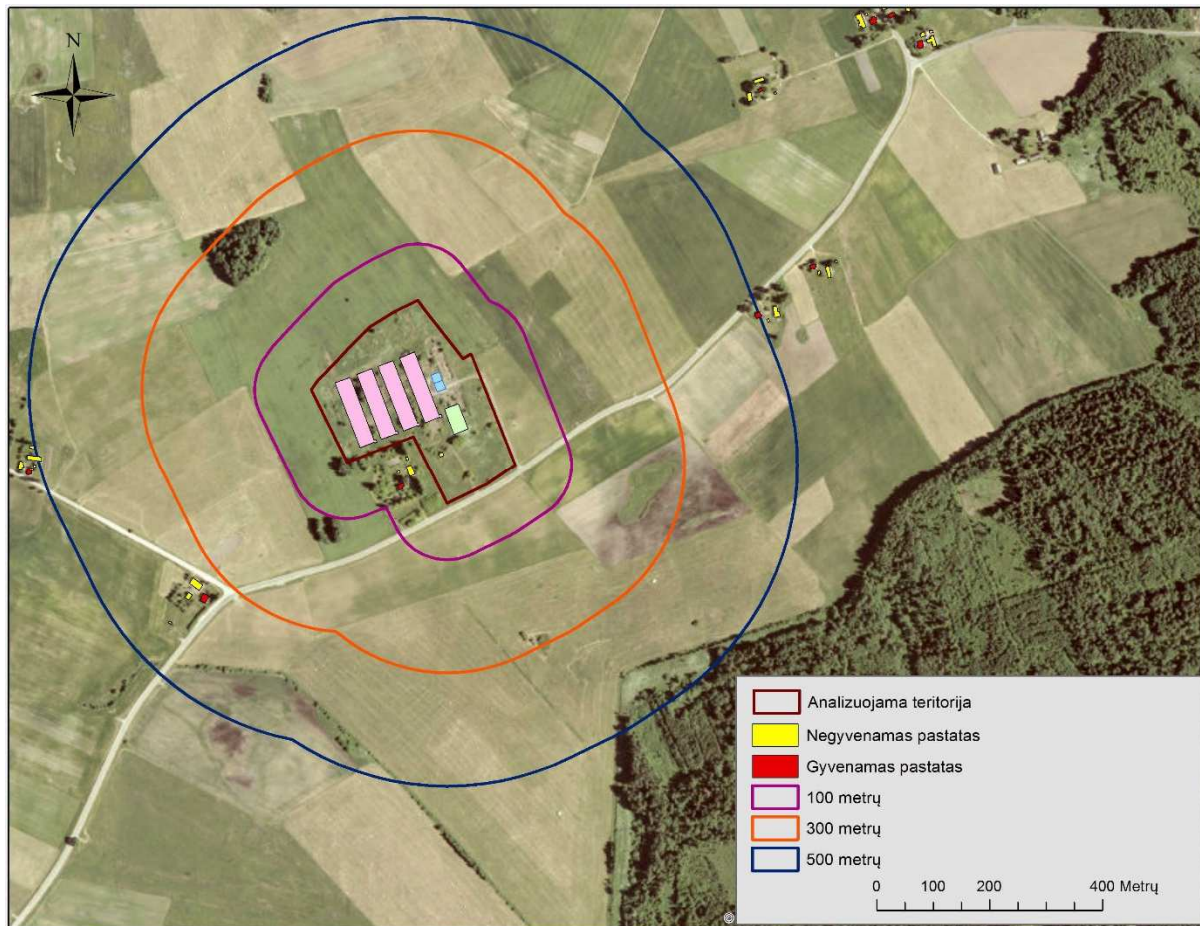 N
Analizuojama teritorija
Negyvenamas pastatas
Gyvenamas pastatas
100 metrų
300 metrų
500 metrų
0 100 200 400 Metrų
©